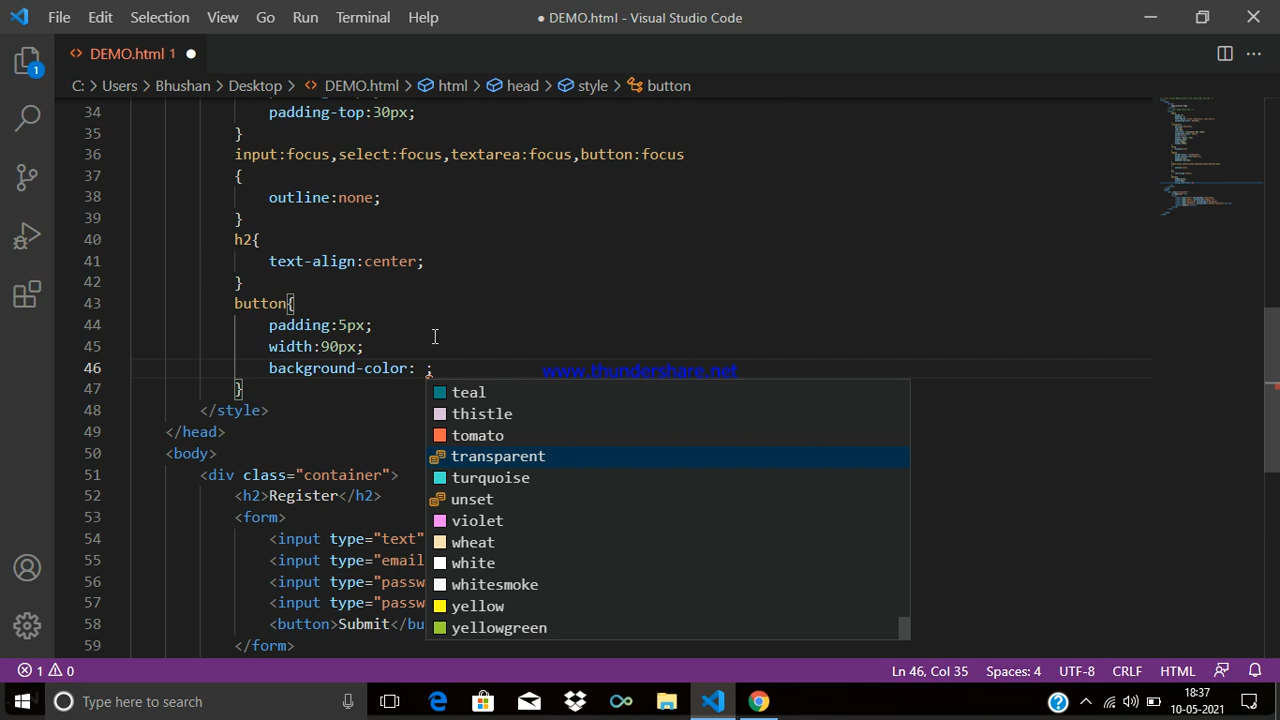 File Edit Selection View Go Run Terminal Help ● DEMO.html - Visual Studio Code
DEMO.html 1 ●
C: > Users > Bhushan > Desktop > DEMO.html > html > head > style > button
1
34 padding-top:30px;
35 }
36 input:focus,select:focus,textarea:focus,button:focus
37 {
38 outline:none;
39 }
40 h2{
41 text-align:center;
42 }
43 button{
44 padding:5px;
45 width:90px;
46 background-color: ;
www.thundershare.net
47 }
48 </style>
49 </head>
50 <body>
51 <div class="container">
52 <h2>Register</h2>
53 <form>
54 <input type="text"
55 <input type="email
56 <input type="passw
57 <input type="passw
58 <button>Submit</bu
59 </form>
teal
thistle
tomato
transparent
turquoise
unset
violet
wheat
white
whitesmoke
yellow
yellowgreen
1 0 Ln 46, Col 35 Spaces: 4 UTF-8 CRLF HTML
Type here to search
18:37
10-05-2021